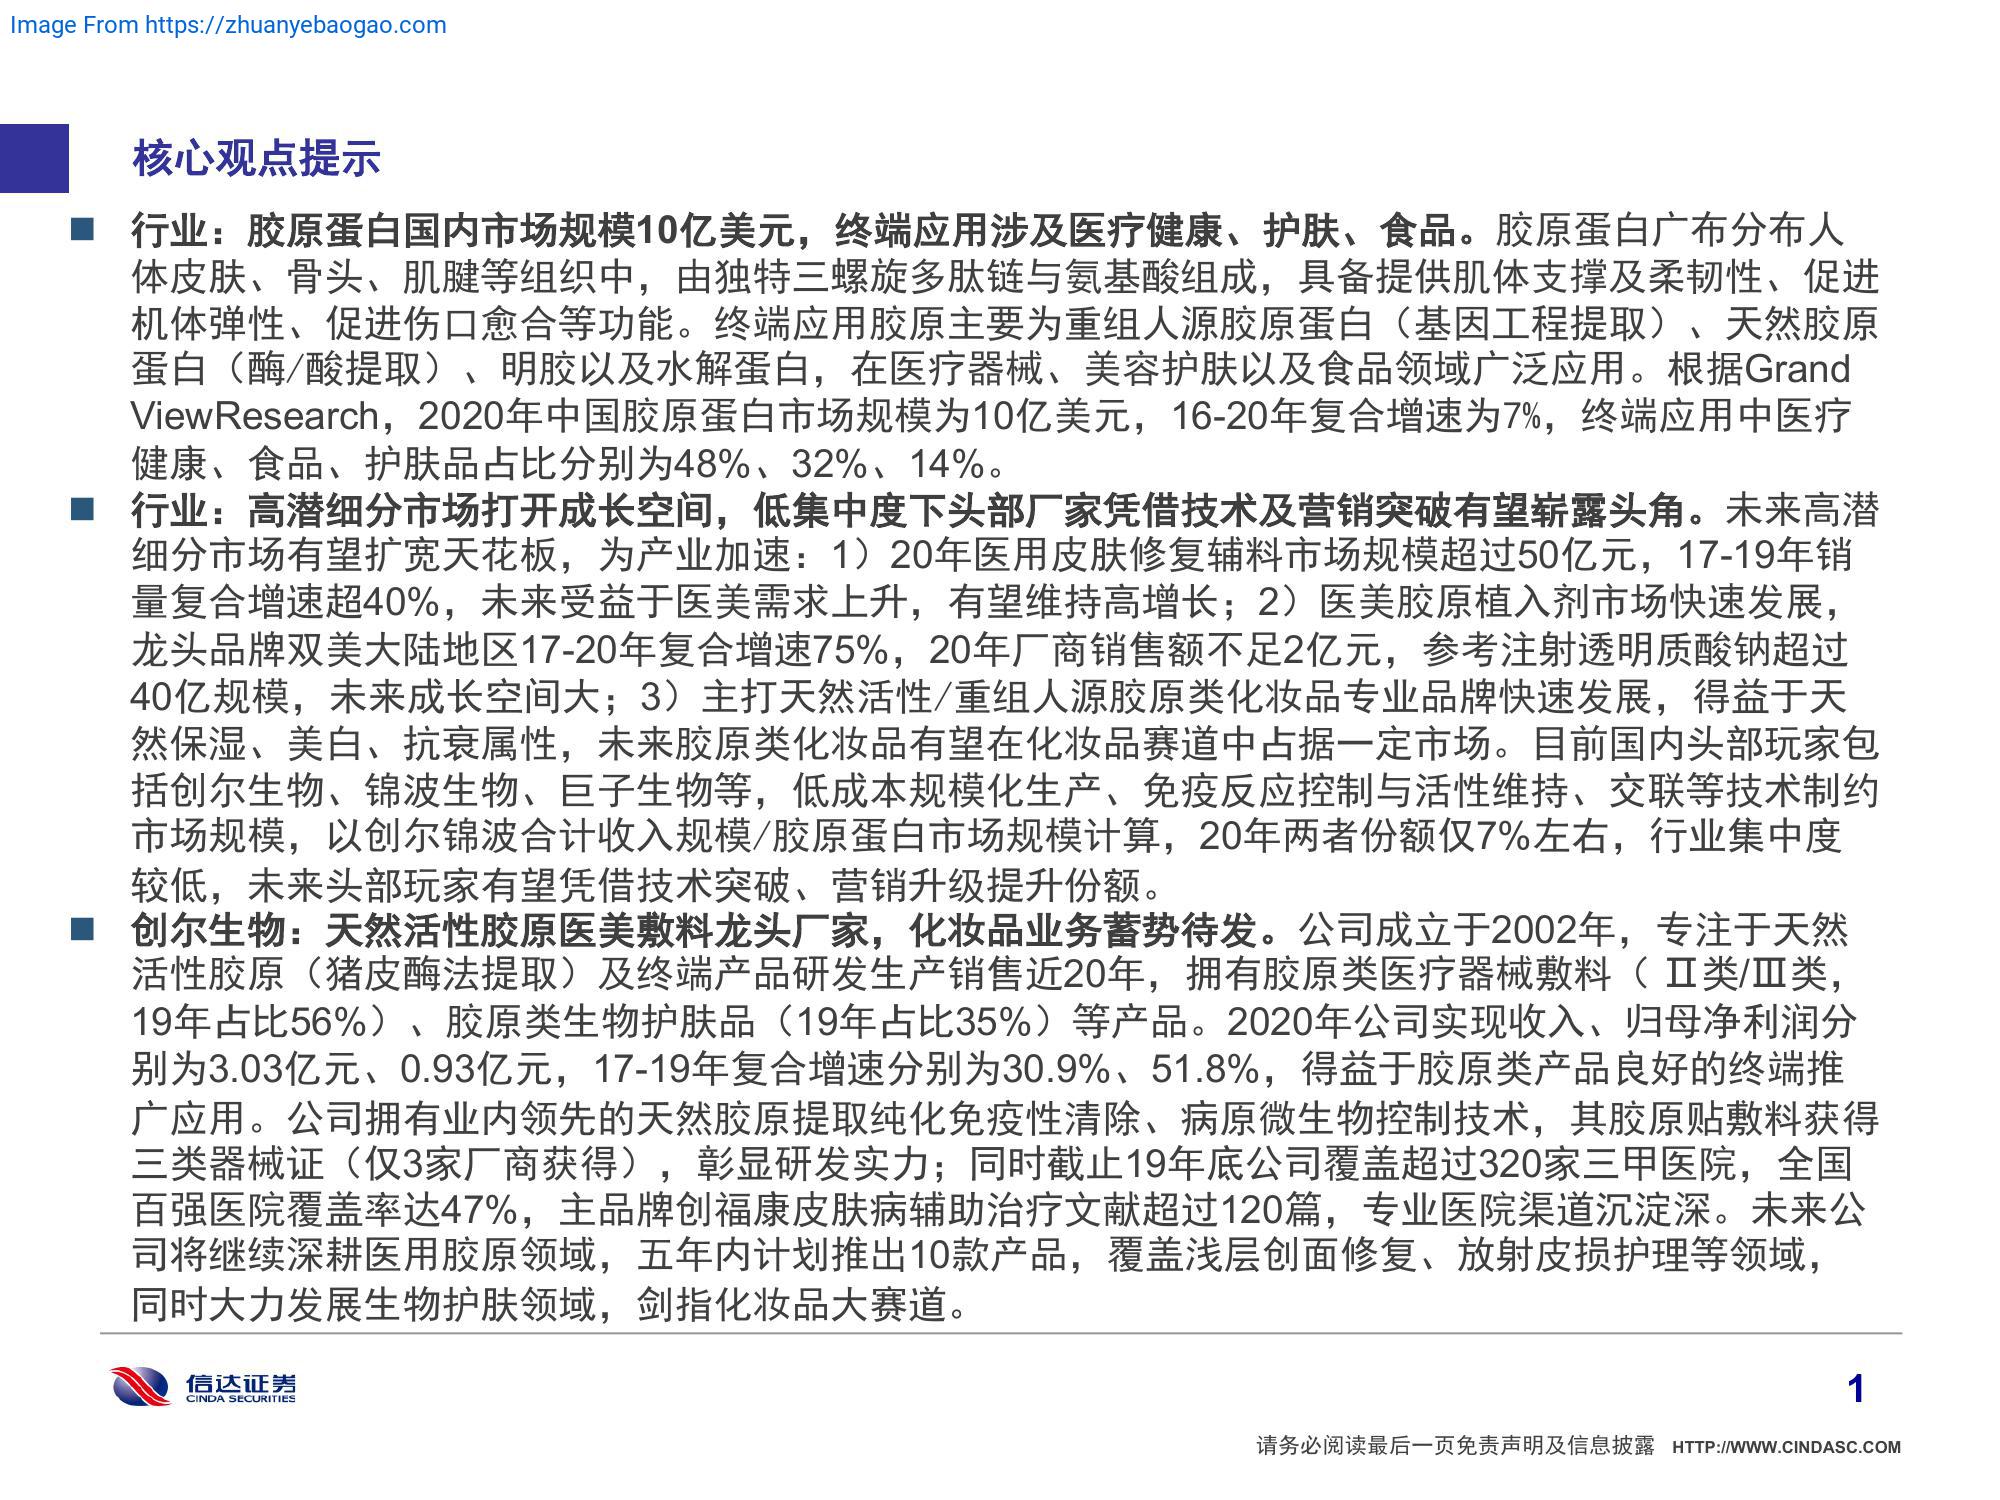 Image From https://zhuanyebaogao.com
核心观点提示
■ 行业：胶原蛋白国内市场规模10亿美元，终端应用涉及医疗健康、护肤、食品。胶原蛋白广布分布人
体皮肤、骨头、肌腱等组织中，由独特三螺旋多肽链与氨基酸组成，具备提供肌体支撑及柔韧性、促进
机体弹性、促进伤口愈合等功能。终端应用胶原主要为重组人源胶原蛋白（基因工程提取）、天然胶原
蛋白（酶/酸提取）、明胶以及水解蛋白，在医疗器械、美容护肤以及食品领域广泛应用。根据Grand
ViewResearch，2020年中国胶原蛋白市场规模为10亿美元，16-20年复合增速为7%，终端应用中医疗
健康、食品、护肤品占比分别为48%、32%、14%。
■ 行业：高潜细分市场打开成长空间，低集中度下头部厂家凭借技术及营销突破有望崭露头角。未来高潜
细分市场有望扩宽天花板，为产业加速：1）20年医用皮肤修复辅料市场规模超过50亿元，17-19年销
量复合增速超40%，未来受益于医美需求上升，有望维持高增长；2）医美胶原植入剂市场快速发展，
龙头品牌双美大陆地区17-20年复合增速75%，20年厂商销售额不足2亿元，参考注射透明质酸钠超过
40亿规模，未来成长空间大；3）主打天然活性/重组人源胶原类化妆品专业品牌快速发展，得益于天
然保湿、美白、抗衰属性，未来胶原类化妆品有望在化妆品赛道中占据一定市场。目前国内头部玩家包
括创尔生物、锦波生物、巨子生物等，低成本规模化生产、免疫反应控制与活性维持、交联等技术制约
市场规模，以创尔锦波合计收入规模/胶原蛋白市场规模计算，20年两者份额仅7%左右，行业集中度
较低，未来头部玩家有望凭借技术突破、营销升级提升份额。
■ 创尔生物：天然活性胶原医美敷料龙头厂家，化妆品业务蓄势待发。公司成立于2002年，专注于天然
活性胶原（猪皮酶法提取）及终端产品研发生产销售近20年，拥有胶原类医疗器械敷料（ Ⅱ类/Ⅲ类，
19年占比56%）、胶原类生物护肤品（19年占比35%）等产品。2020年公司实现收入、归母净利润分
别为3.03亿元、0.93亿元，17-19年复合增速分别为30.9%、51.8%，得益于胶原类产品良好的终端推
广应用。公司拥有业内领先的天然胶原提取纯化免疫性清除、病原微生物控制技术，其胶原贴敷料获得
三类器械证（仅3家厂商获得），彰显研发实力；同时截止19年底公司覆盖超过320家三甲医院，全国
百强医院覆盖率达47%，主品牌创福康皮肤病辅助治疗文献超过120篇，专业医院渠道沉淀深。未来公
司将继续深耕医用胶原领域，五年内计划推出10款产品，覆盖浅层创面修复、放射皮损护理等领域，
同时大力发展生物护肤领域，剑指化妆品大赛道。
信达证券
CINDA SECURITIES
1
请务必阅读最后一页免责声明及信息披露 HTTP://WWW.CINDASC.COM